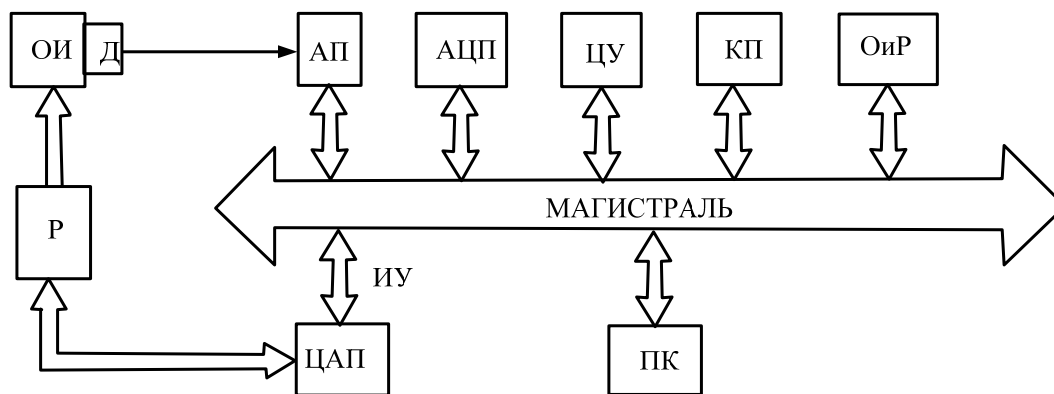 ОИ Д АП АЦП ЦУ КП ОиР
Р
МАГИСТРАЛЬ
ИУ
ЦАП ПК